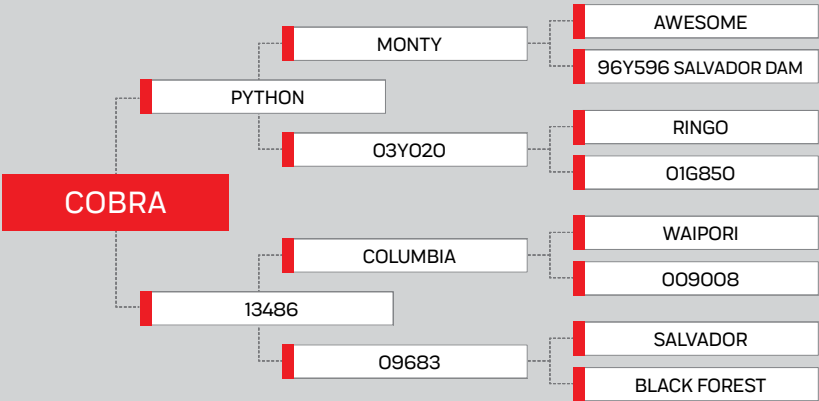 AWESOME
MONTY
96Y596 SALVADOR DAM
PYTHON
RINGO
03Y020
01G850
COBRA
WAIPORI
COLUMBIA
009008
13486
SALVADOR
09683
BLACK FOREST